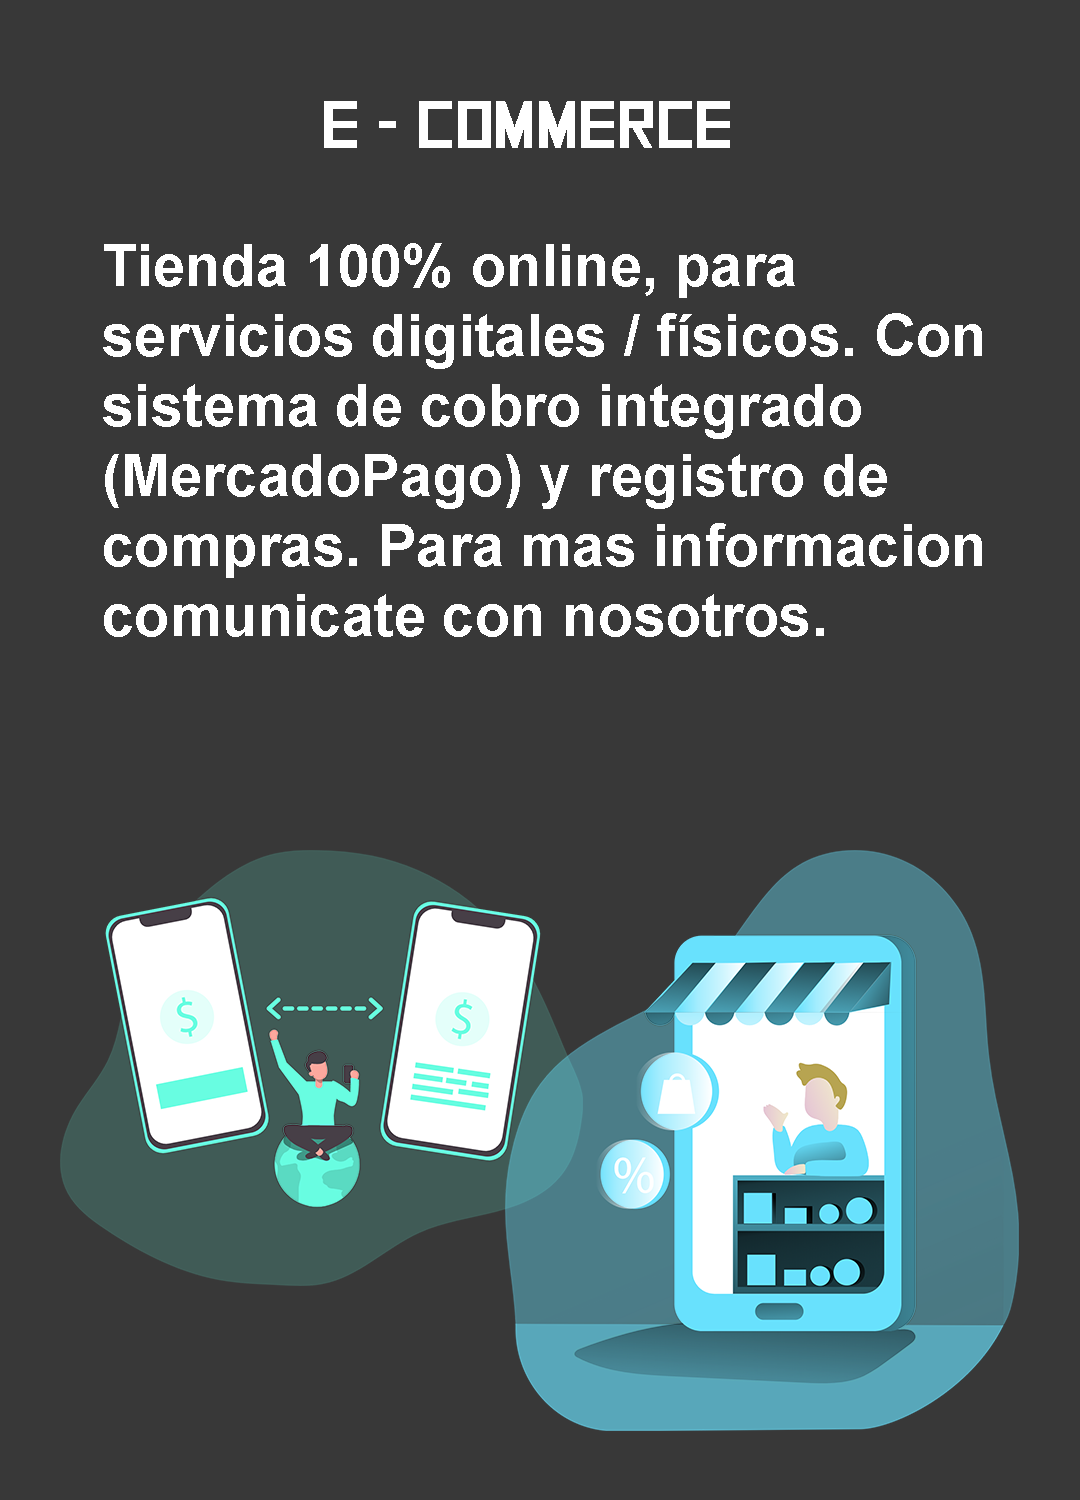 E - COMMERCE
Tienda 100% online, para
servicios digitales / físicos. Con
sistema de cobro integrado
(MercadoPago) y registro de
compras. Para mas informacion
comunicate con nosotros.
$
$
%